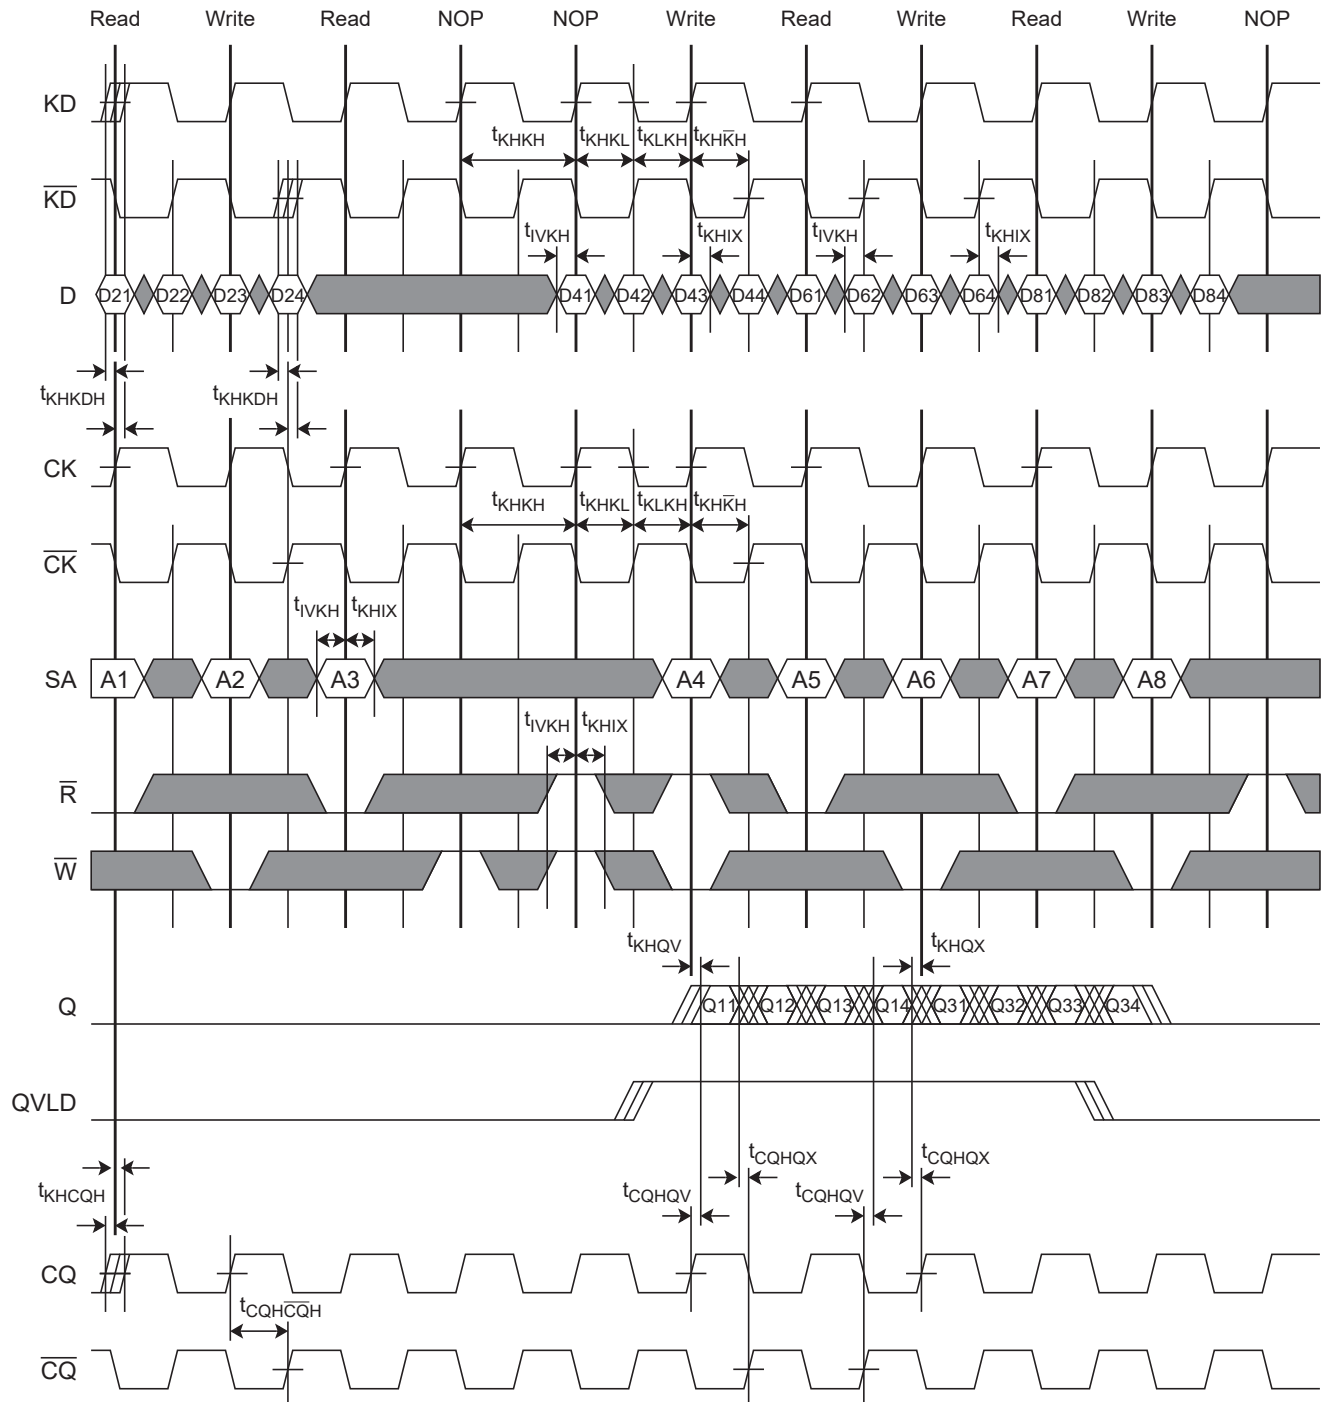 Read Write Read NOP NOP Write Read Write Read Write NOP
KD
tKHKH tKHKL tKLKH tKHK̅H
K̅D̅
tIVKH tKHIX tIVKH tKHIX
D D21 D22 D23 D24 D41 D42 D43 D44 D61 D62 D63 D64 D81 D82 D83 D84
tKHKDH tKHKDH
CK
tKHKH tKHKL tKLKH tKHK̅H
C̅K̅
tIVKH tKHIX
SA A1 A2 A3 A4 A5 A6 A7 A8
tIVKH tKHIX
R̅
W̅
tKHQV tKHQX
Q Q11 Q12 Q13 Q14 Q31 Q32 Q33 Q34
QVLD
tCQHQX tCQHQX
tKHCQH tCQHQV tCQHQV
CQ
tCQHC̅Q̅H
C̅Q̅